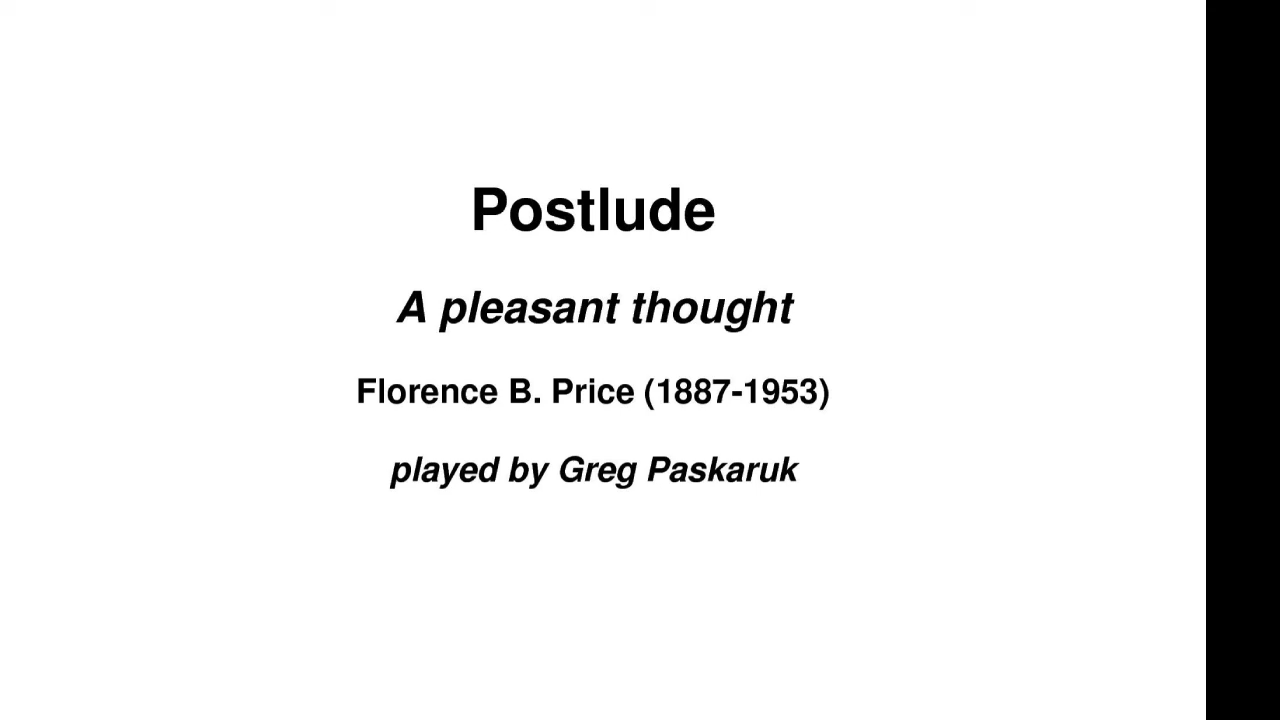 Postlude
A pleasant thought
Florence B. Price (1887-1953)
played by Greg Paskaruk